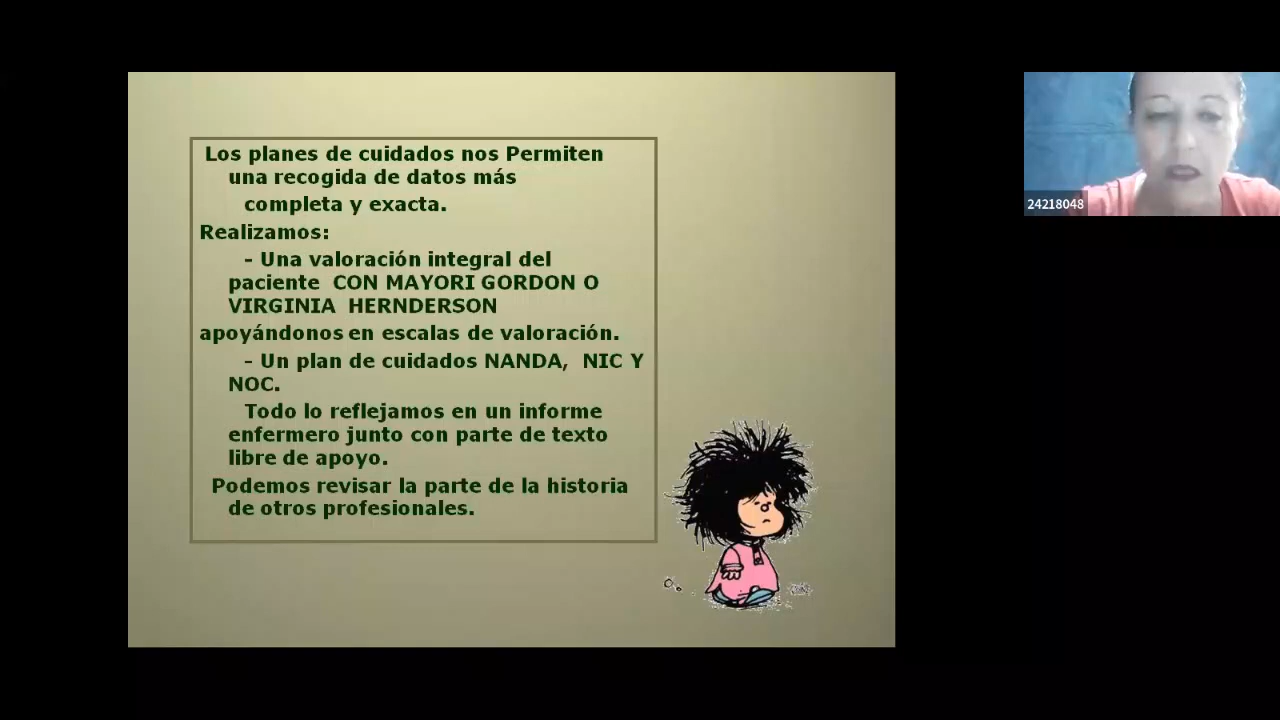 Los planes de cuidados nos Permiten
una recogida de datos más
completa y exacta.
Realizamos:
- Una valoración integral del
paciente CON MAYORI GORDON O
VIRGINIA HERNDERSON
apoyándonos en escalas de valoración.
- Un plan de cuidados NANDA, NIC Y
NOC.
Todo lo reflejamos en un informe
enfermero junto con parte de texto
libre de apoyo.
Podemos revisar la parte de la historia
de otros profesionales.
24218048